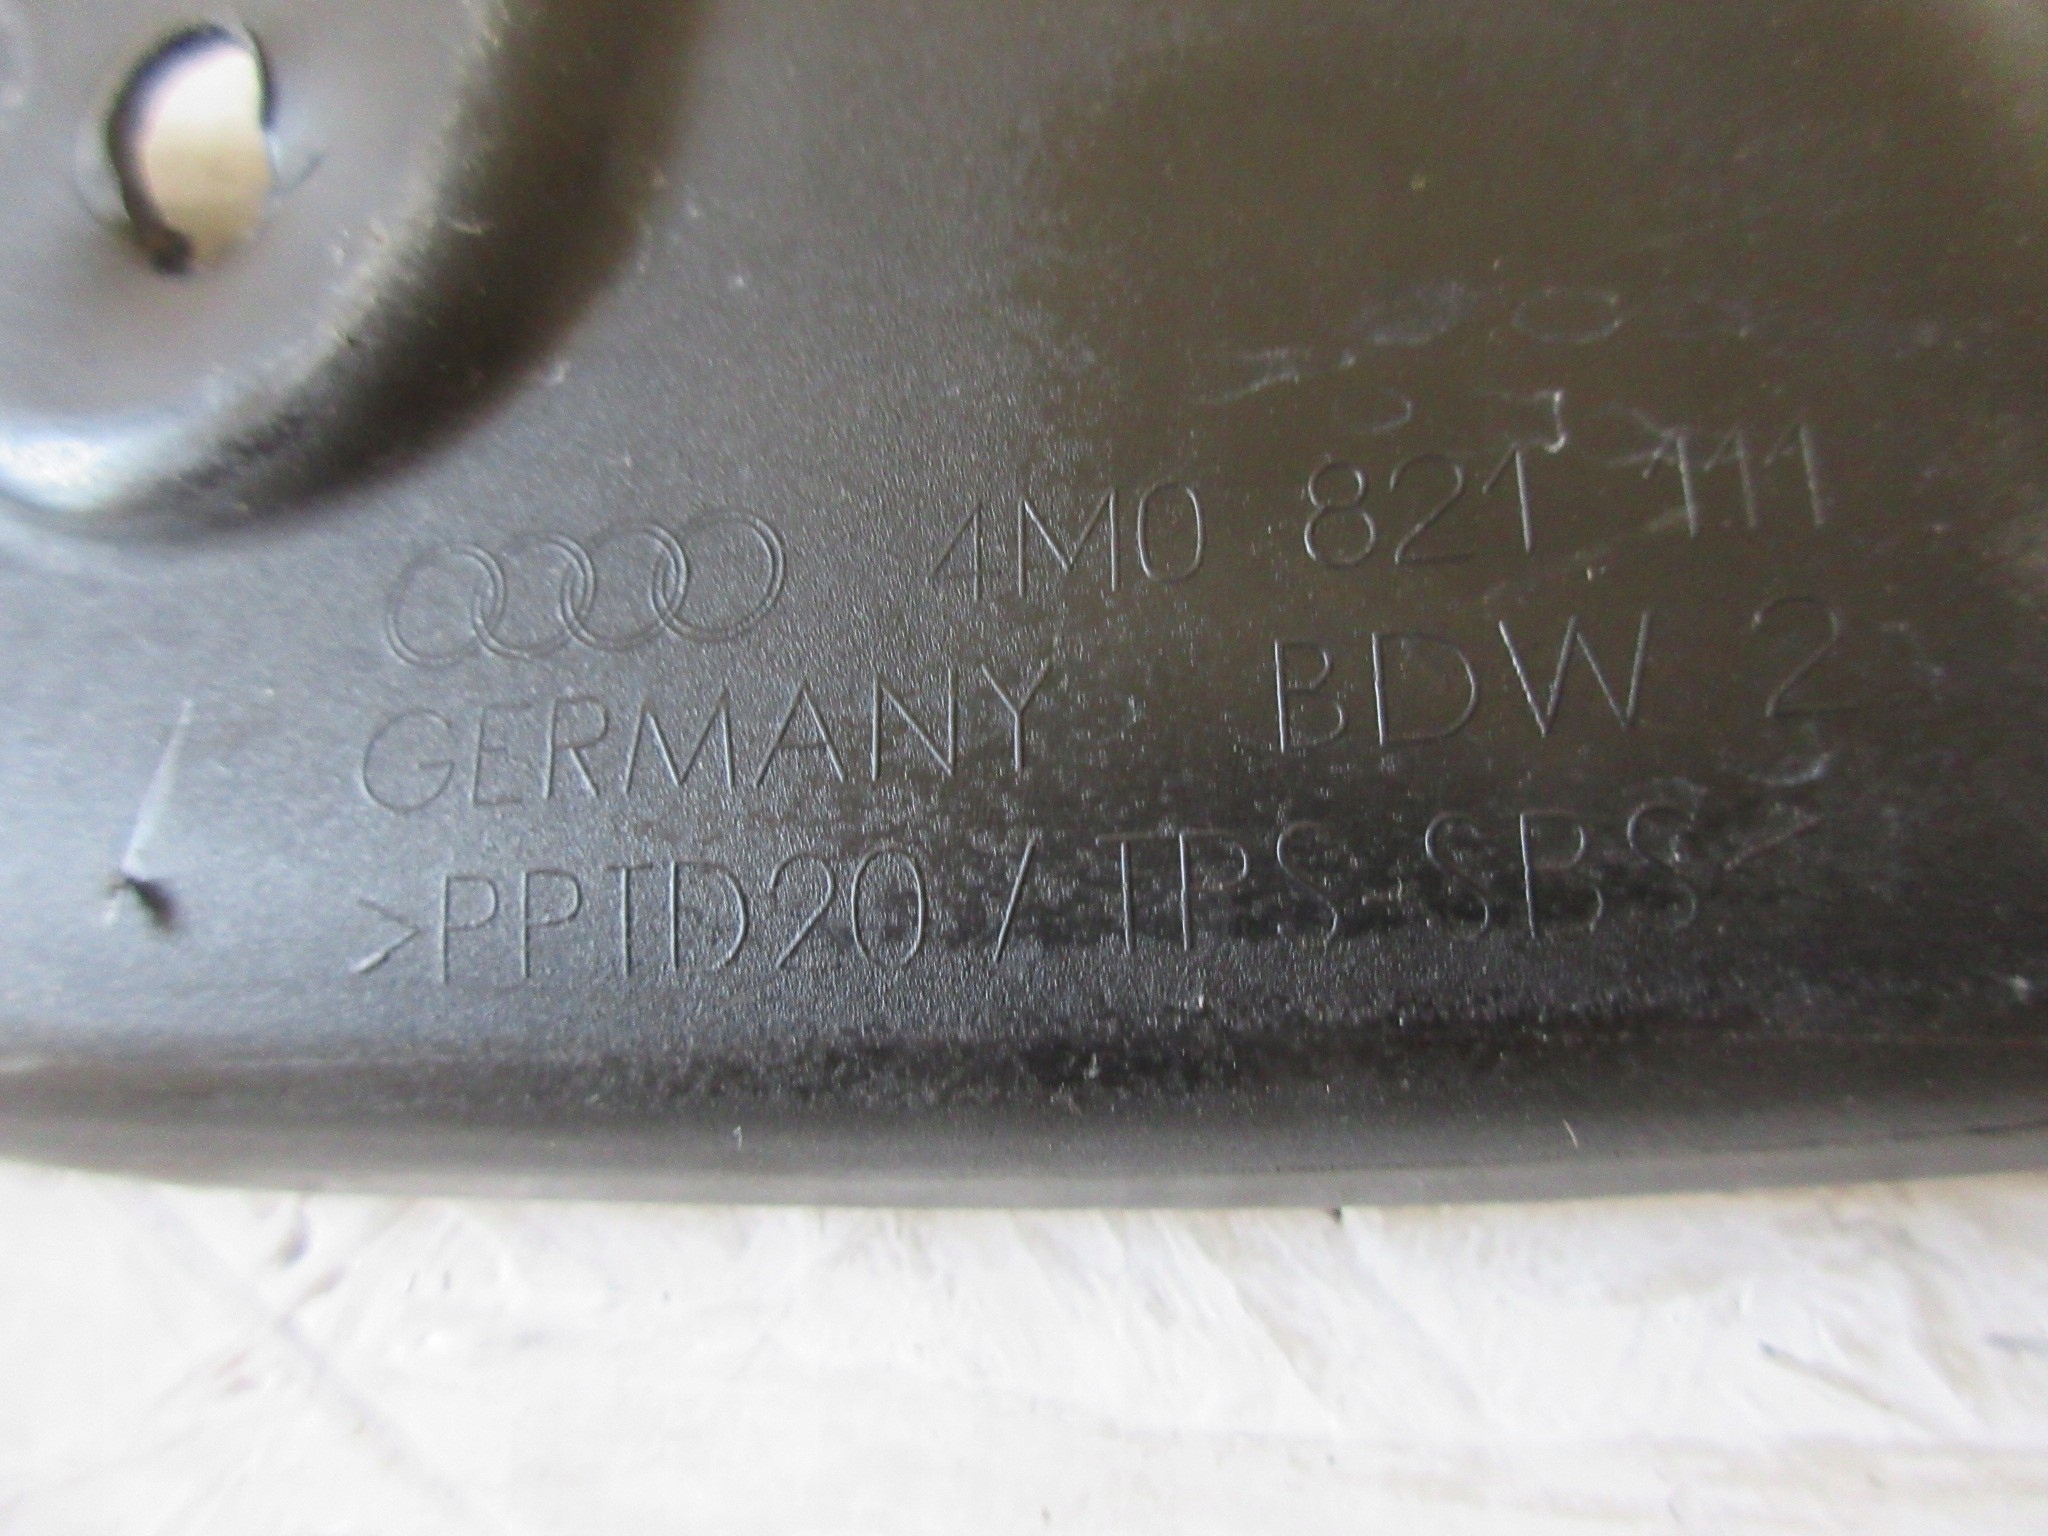 4M0 821 111
GERMANY BDW 2
>PPTD20 / TPS-SBS<